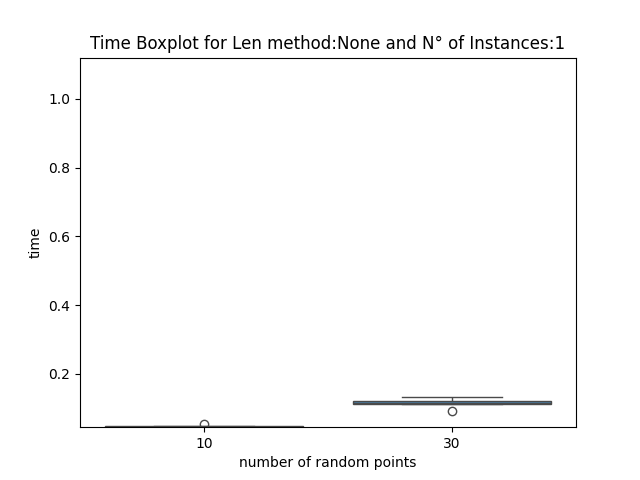 Time Boxplot for Len method:None and N° of Instances:1
1.0
0.8
0.6
0.4
0.2
time
10
30
number of random points